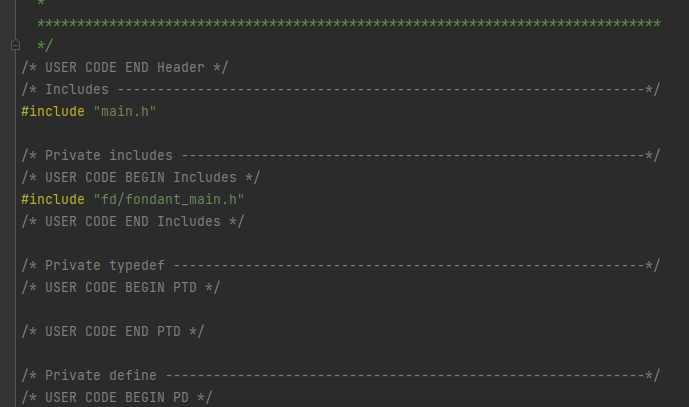 *
******************************************************************************
*/
/* USER CODE END Header */
/* Includes ------------------------------------------------------------------*/
#include "main.h"
/* Private includes ----------------------------------------------------------*/
/* USER CODE BEGIN Includes */
#include "fd/fondant_main.h"
/* USER CODE END Includes */
/* Private typedef -----------------------------------------------------------*/
/* USER CODE BEGIN PTD */
/* USER CODE END PTD */
/* Private define ------------------------------------------------------------*/
/* USER CODE BEGIN PD */